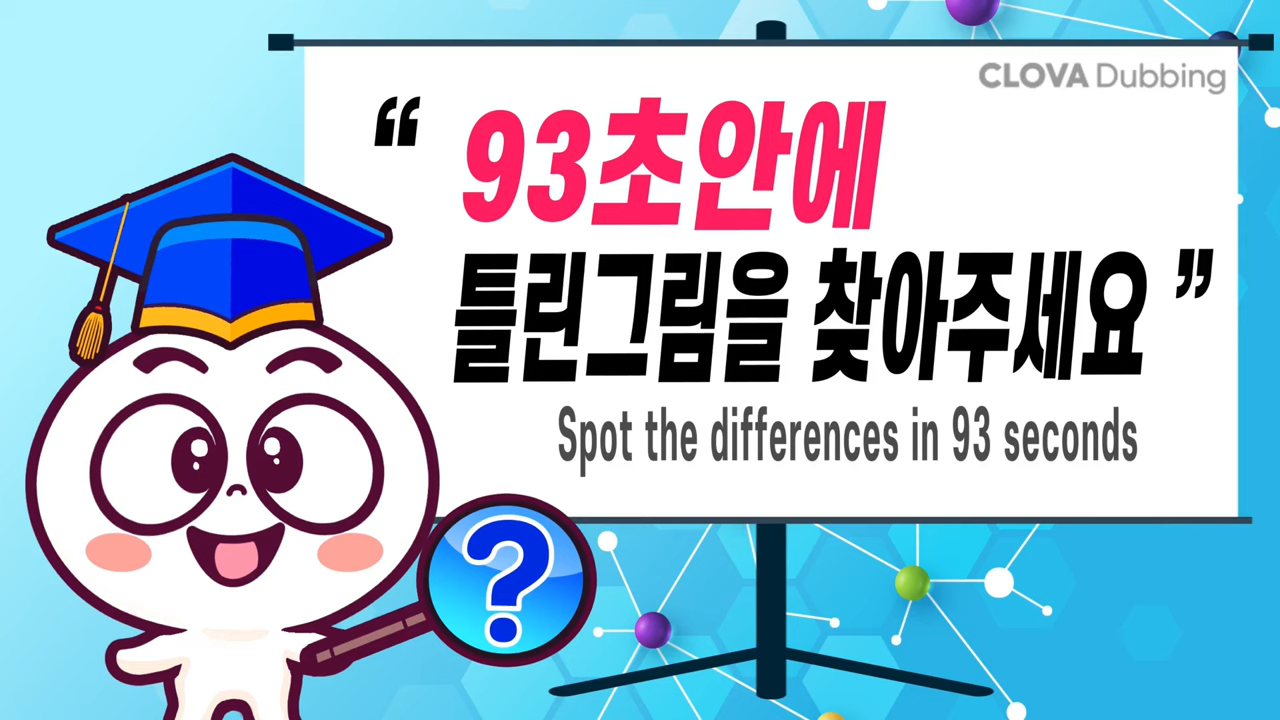 CLOVA Dubbing
“ 93초안에
틀린그림을 찾아주세요 ”
Spot the differences in 93 seconds
?